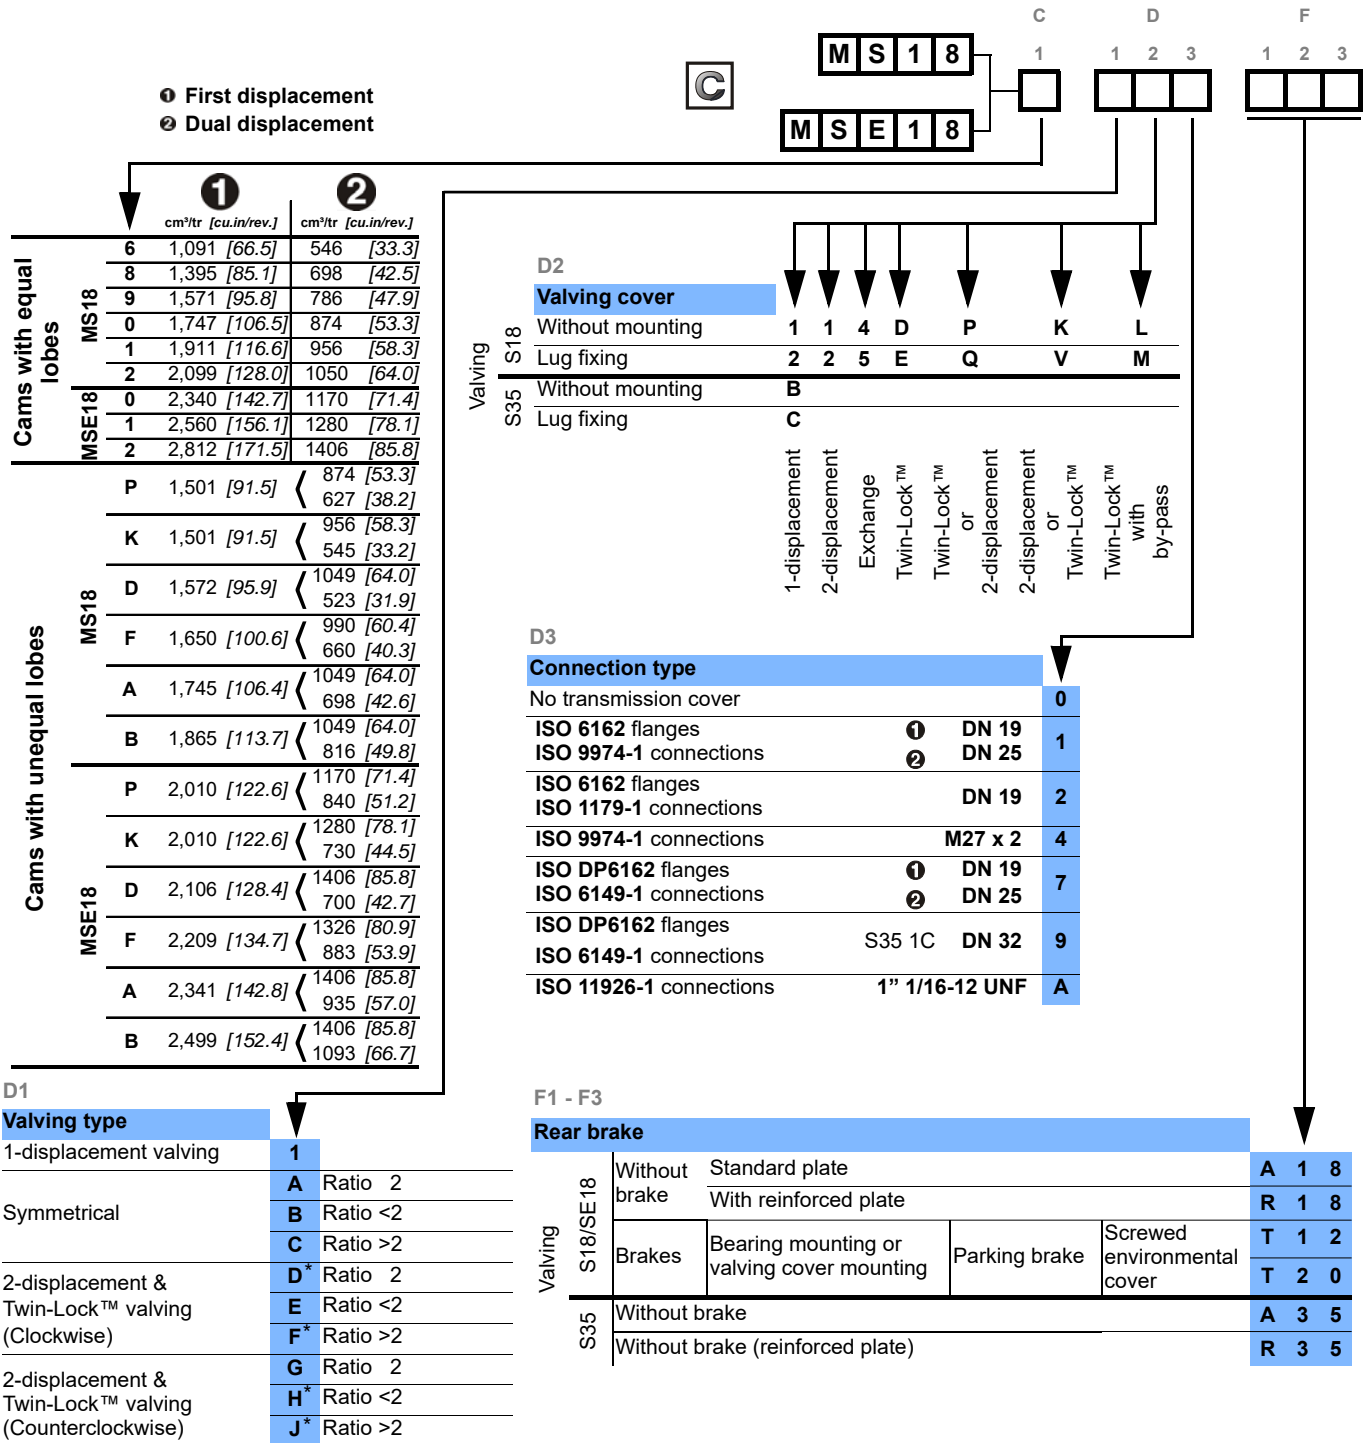 C D F
1 1 2 3 1 2 3
M S 1 8
C
M S E 1 8
❶ First displacement
❷ Dual displacement
❶ ❷
cm³/tr [cu.in/rev.] cm³/tr [cu.in/rev.]
Cams with equal lobes
MS18
6 1,091 [66.5] 546 [33.3]
8 1,395 [85.1] 698 [42.5]
9 1,571 [95.8] 786 [47.9]
0 1,747 [106.5] 874 [53.3]
1 1,911 [116.6] 956 [58.3]
2 2,099 [128.0] 1050 [64.0]
MSE18
0 2,340 [142.7] 1170 [71.4]
1 2,560 [156.1] 1280 [78.1]
2 2,812 [171.5] 1406 [85.8]
Cams with unequal lobes
MS18
P 1,501 [91.5] 874 [53.3]
627 [38.2]
K 1,501 [91.5] 956 [58.3]
545 [33.2]
D 1,572 [95.9] 1049 [64.0]
523 [31.9]
F 1,650 [100.6] 990 [60.4]
660 [40.3]
A 1,745 [106.4] 1049 [64.0]
698 [42.6]
B 1,865 [113.7] 1049 [64.0]
816 [49.8]
MSE18
P 2,010 [122.6] 1170 [71.4]
840 [51.2]
K 2,010 [122.6] 1280 [78.1]
730 [44.5]
D 2,106 [128.4] 1406 [85.8]
700 [42.7]
F 2,209 [134.7] 1326 [80.9]
883 [53.9]
A 2,341 [142.8] 1406 [85.8]
935 [57.0]
B 2,499 [152.4] 1406 [85.8]
1093 [66.7]
D2
Valving cover
Valving
S18
Without mounting 1 1 4 D P K L
Lug fixing 2 2 5 E Q V M
S35
Without mounting B
Lug fixing C
1-displacement
2-displacement
Exchange
Twin-Lock™
Twin-Lock™
or
2-displacement
2-displacement
or
Twin-Lock™
Twin-Lock™
with
by-pass
D3
Connection type
No transmission cover 0
ISO 6162 flanges ❶ DN 19
ISO 9974-1 connections ❷ DN 25
1
ISO 6162 flanges
ISO 1179-1 connections
DN 19 2
ISO 9974-1 connections M27 x 2 4
ISO DP6162 flanges ❶ DN 19
ISO 6149-1 connections ❷ DN 25
7
ISO DP6162 flanges
S35 1C DN 32 9
ISO 6149-1 connections
ISO 11926-1 connections 1” 1/16-12 UNF A
D1
Valving type
1-displacement valving 1
Symmetrical
A Ratio 2
B Ratio <2
C Ratio >2
2-displacement &
Twin-Lock™ valving
(Clockwise)
D* Ratio 2
E Ratio <2
F* Ratio >2
2-displacement &
Twin-Lock™ valving
(Counterclockwise)
G Ratio 2
H* Ratio <2
J* Ratio >2
F1 - F3
Rear brake
Valving
S18/SE18
Without
brake
Standard plate A 1 8
With reinforced plate R 1 8
Brakes
Bearing mounting or
valving cover mounting
Parking brake
Screwed
environmental
cover
T 1 2
T 2 0
S35
Without brake A 3 5
Without brake (reinforced plate) R 3 5